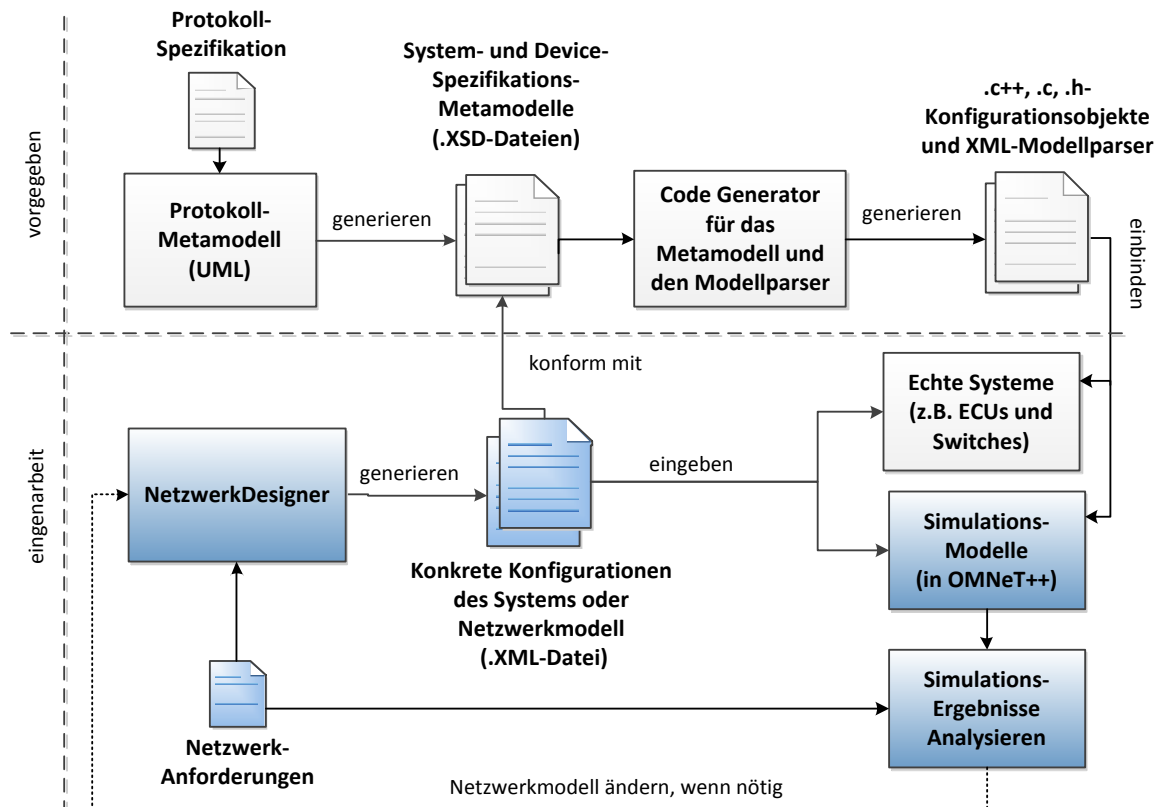 Protokoll-
Spezifikation
System- und Device-
Spezifikations-
Metamodelle
(.XSD-Dateien)
.c++, .c, .h-
Konfigurationsobjekte
und XML-Modellparser
vorgegeben
Protokoll-
Metamodell
(UML)
generieren
Code Generator
für das
Metamodell und
den Modellparser
generieren
einbinden
konform mit
Echte Systeme
(z.B. ECUs und
Switches)
eingenarbeit
NetzwerkDesigner
generieren
eingeben
Konkrete Konfigurationen
des Systems oder
Netzwerkmodell
(.XML-Datei)
Simulations-
Modelle
(in OMNeT++)
Simulations-
Ergebnisse
Analysieren
Netzwerk-
Anforderungen
Netzwerkmodell ändern, wenn nötig